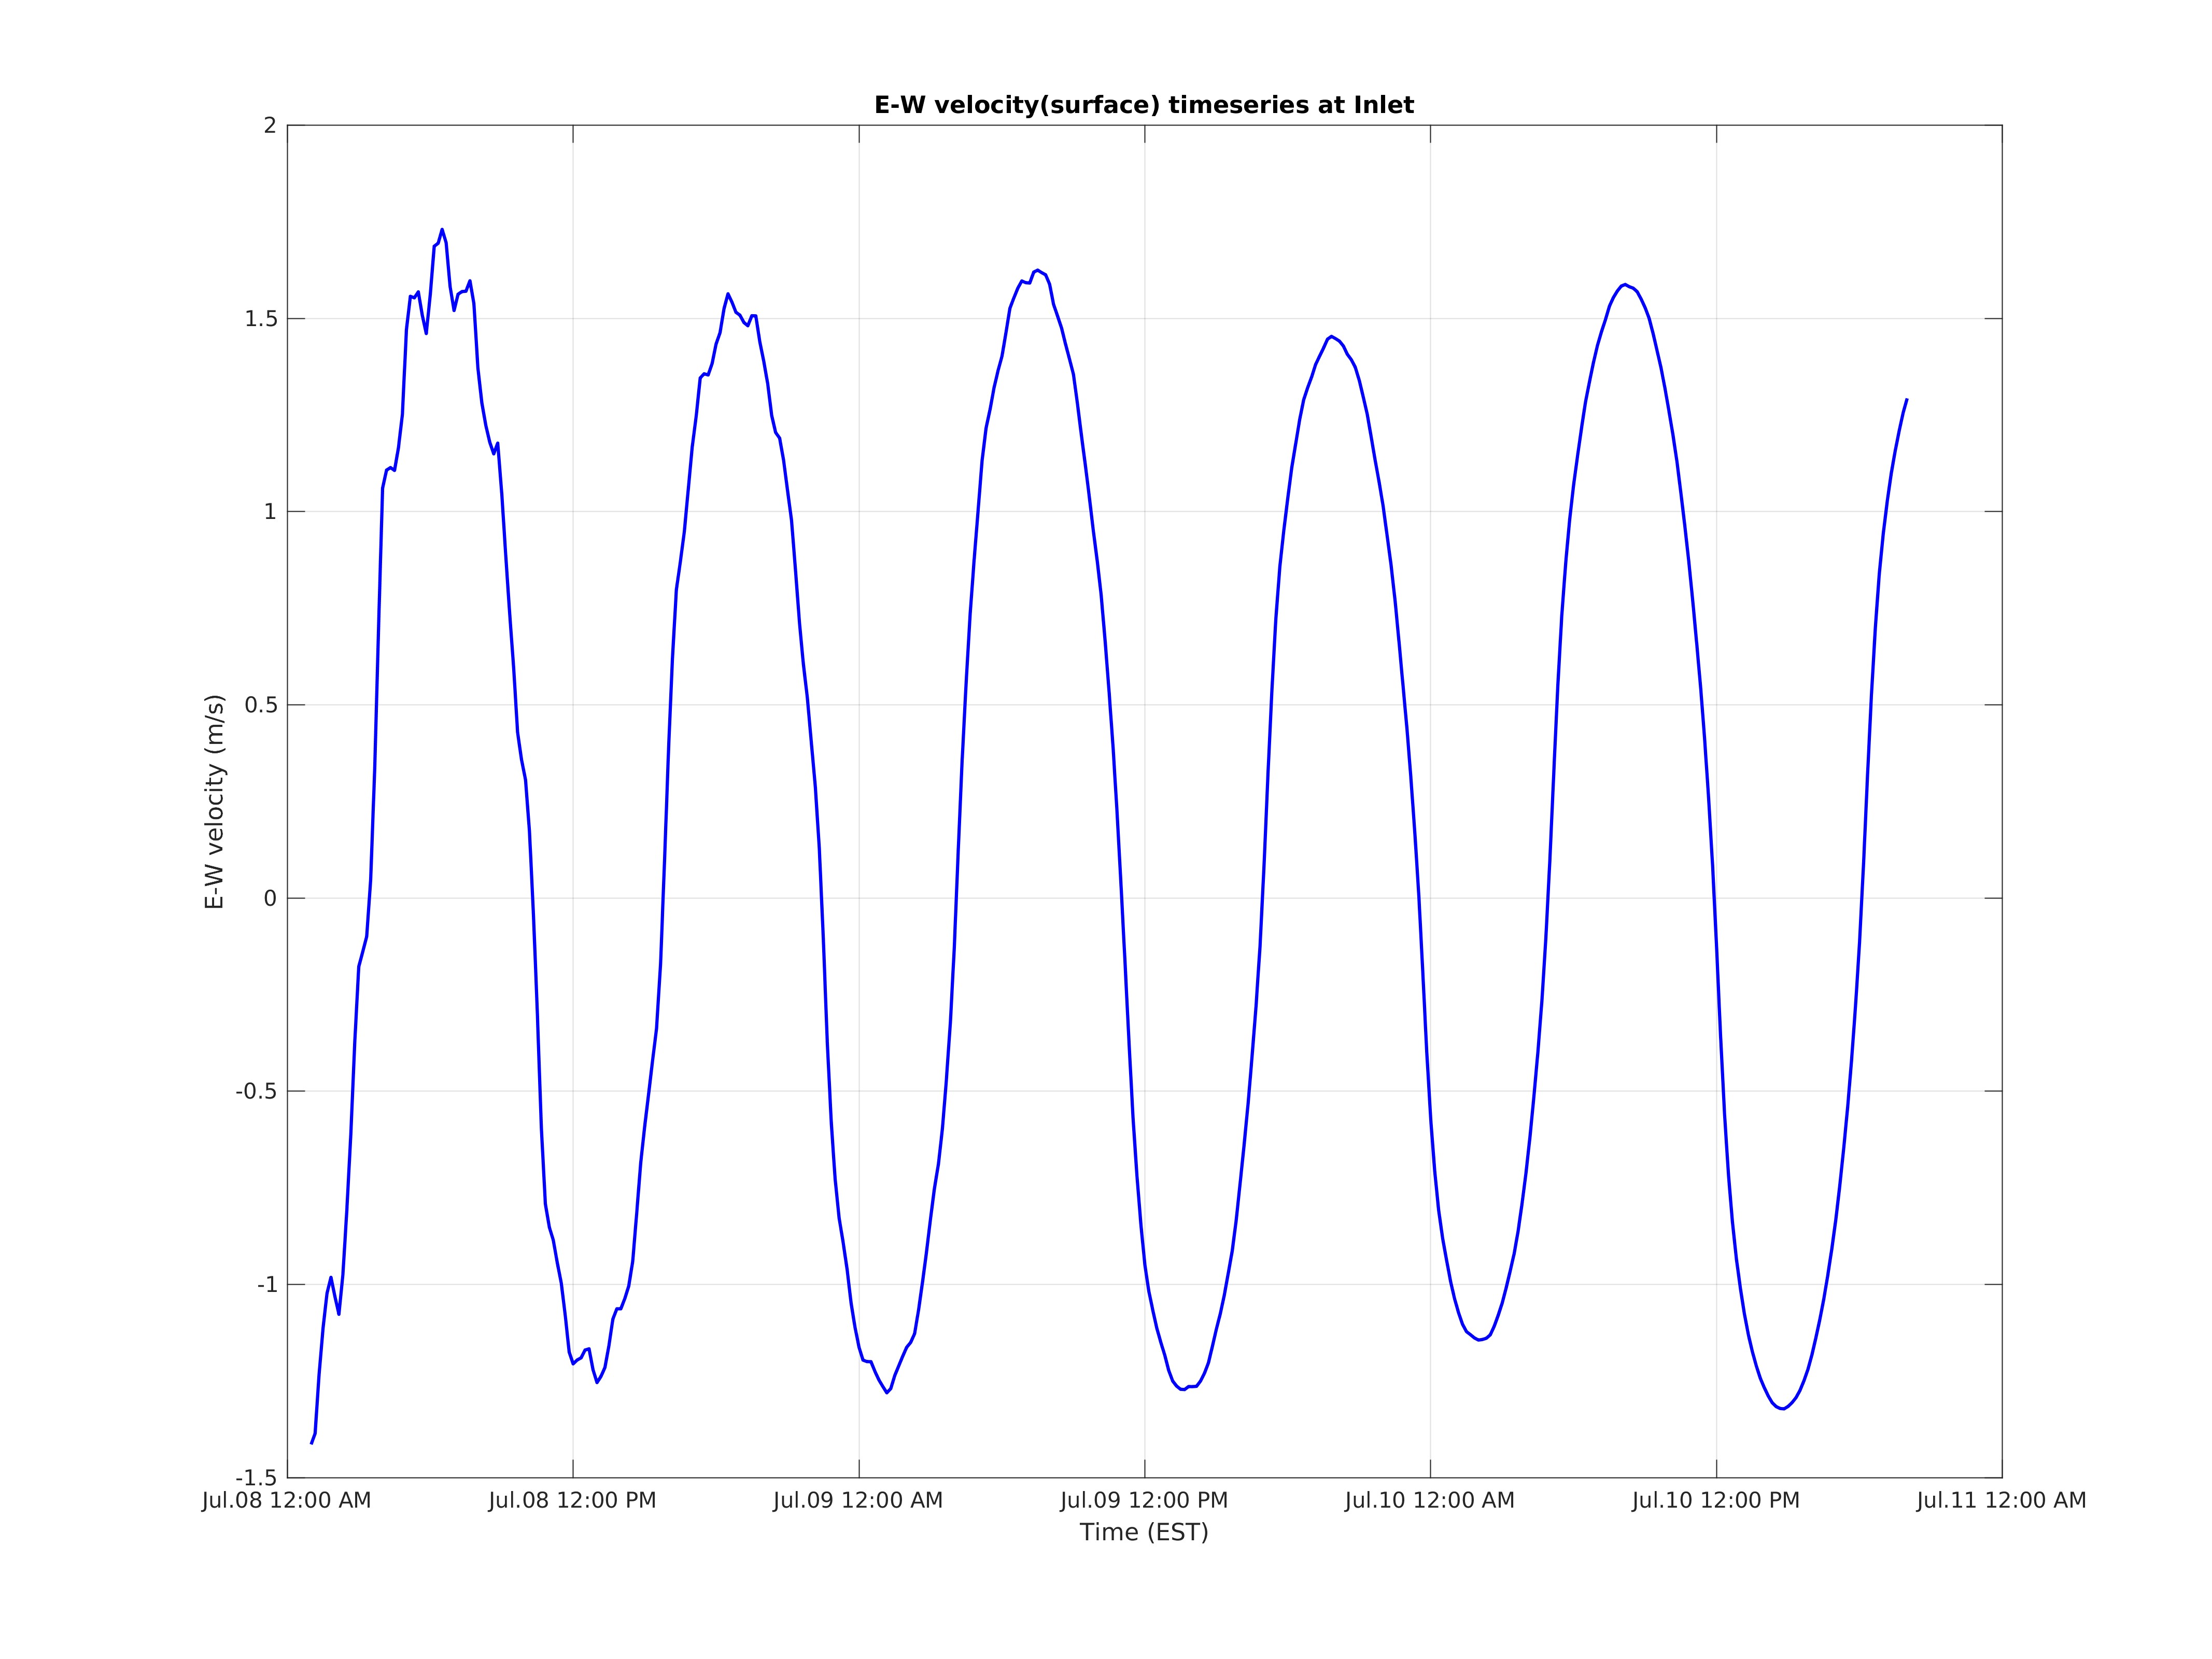 E-W velocity(surface) timeseries at Inlet
2
1.5
1
0.5
0
-0.5
-1
-1.5
E-W velocity (m/s)
Jul.08 12:00 AM Jul.08 12:00 PM Jul.09 12:00 AM Jul.09 12:00 PM Jul.10 12:00 AM Jul.10 12:00 PM Jul.11 12:00 AM
Time (EST)